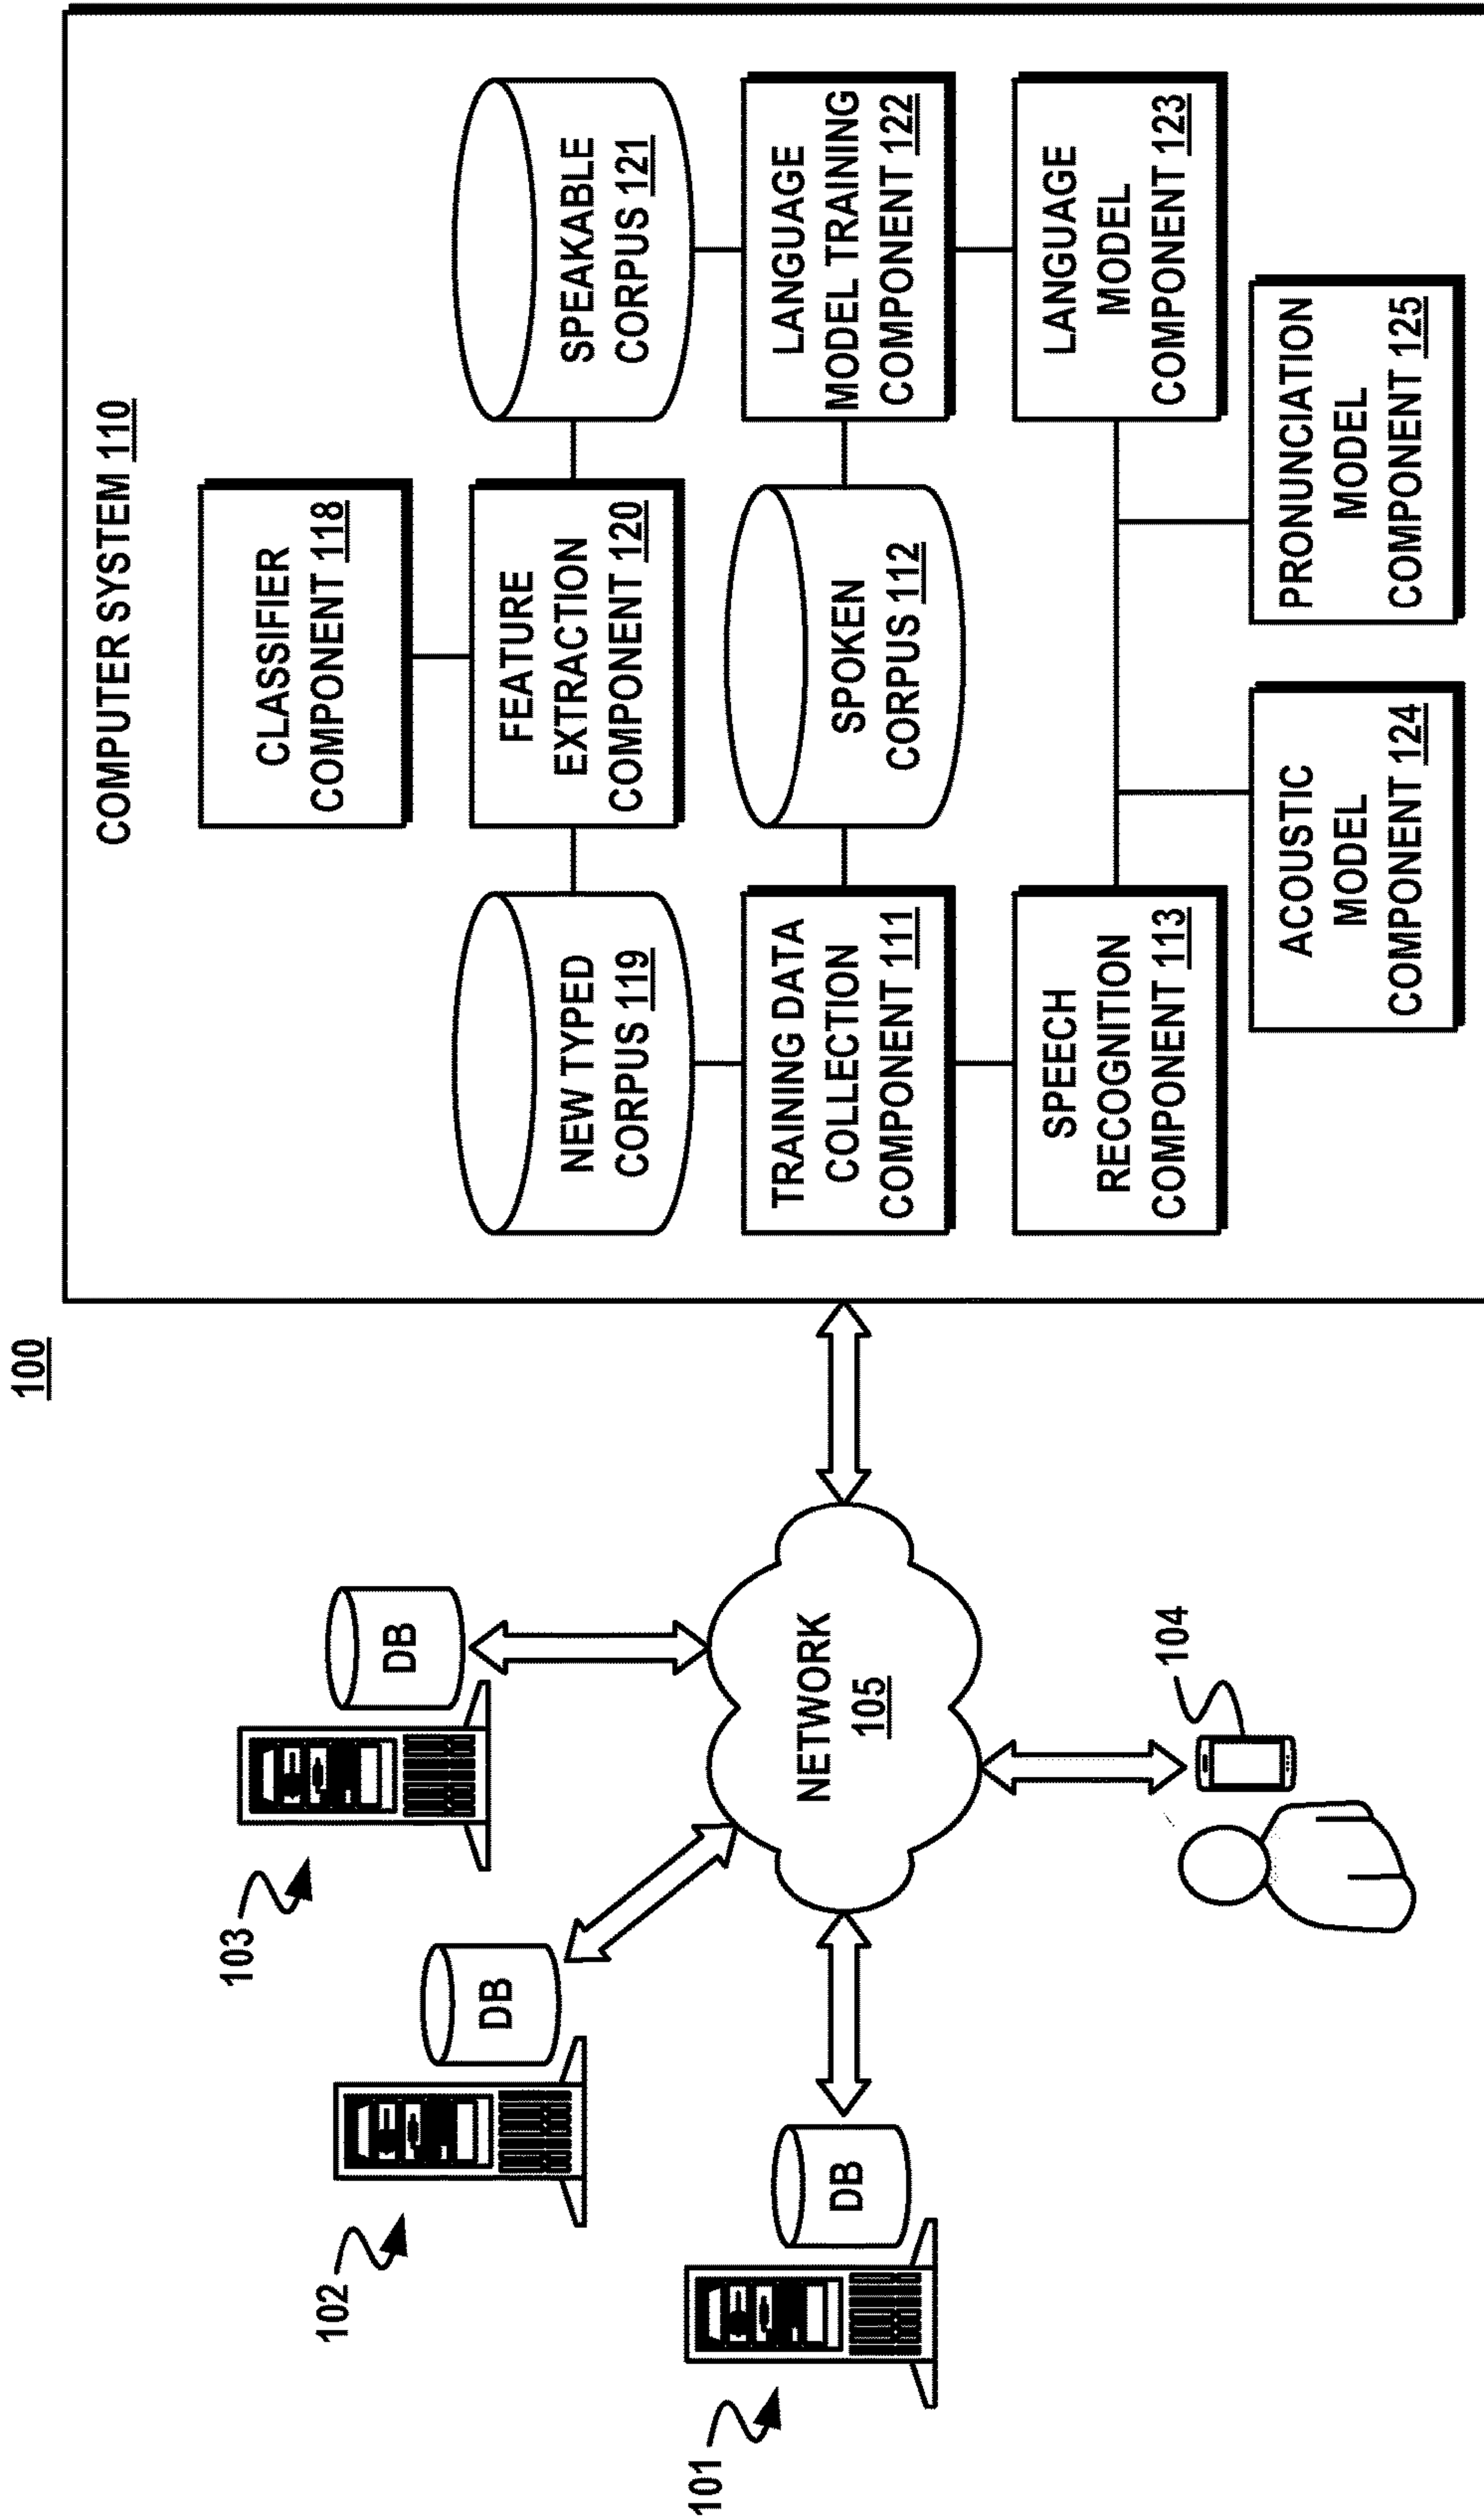 100
COMPUTER SYSTEM 110
CLASSIFIER
COMPONENT 118
NEW TYPED
CORPUS 119
FEATURE
EXTRACTION
COMPONENT 120
SPEAKABLE
CORPUS 121
TRAINING DATA
COLLECTION
COMPONENT 111
SPOKEN
CORPUS 112
LANGUAGE
MODEL TRAINING
COMPONENT 122
SPEECH
RECOGNITION
COMPONENT 113
LANGUAGE
MODEL
COMPONENT 123
ACOUSTIC
MODEL
COMPONENT 124
PRONUNCIATION
MODEL
COMPONENT 125
103
DB
102
DB
101
DB
NETWORK
105
104